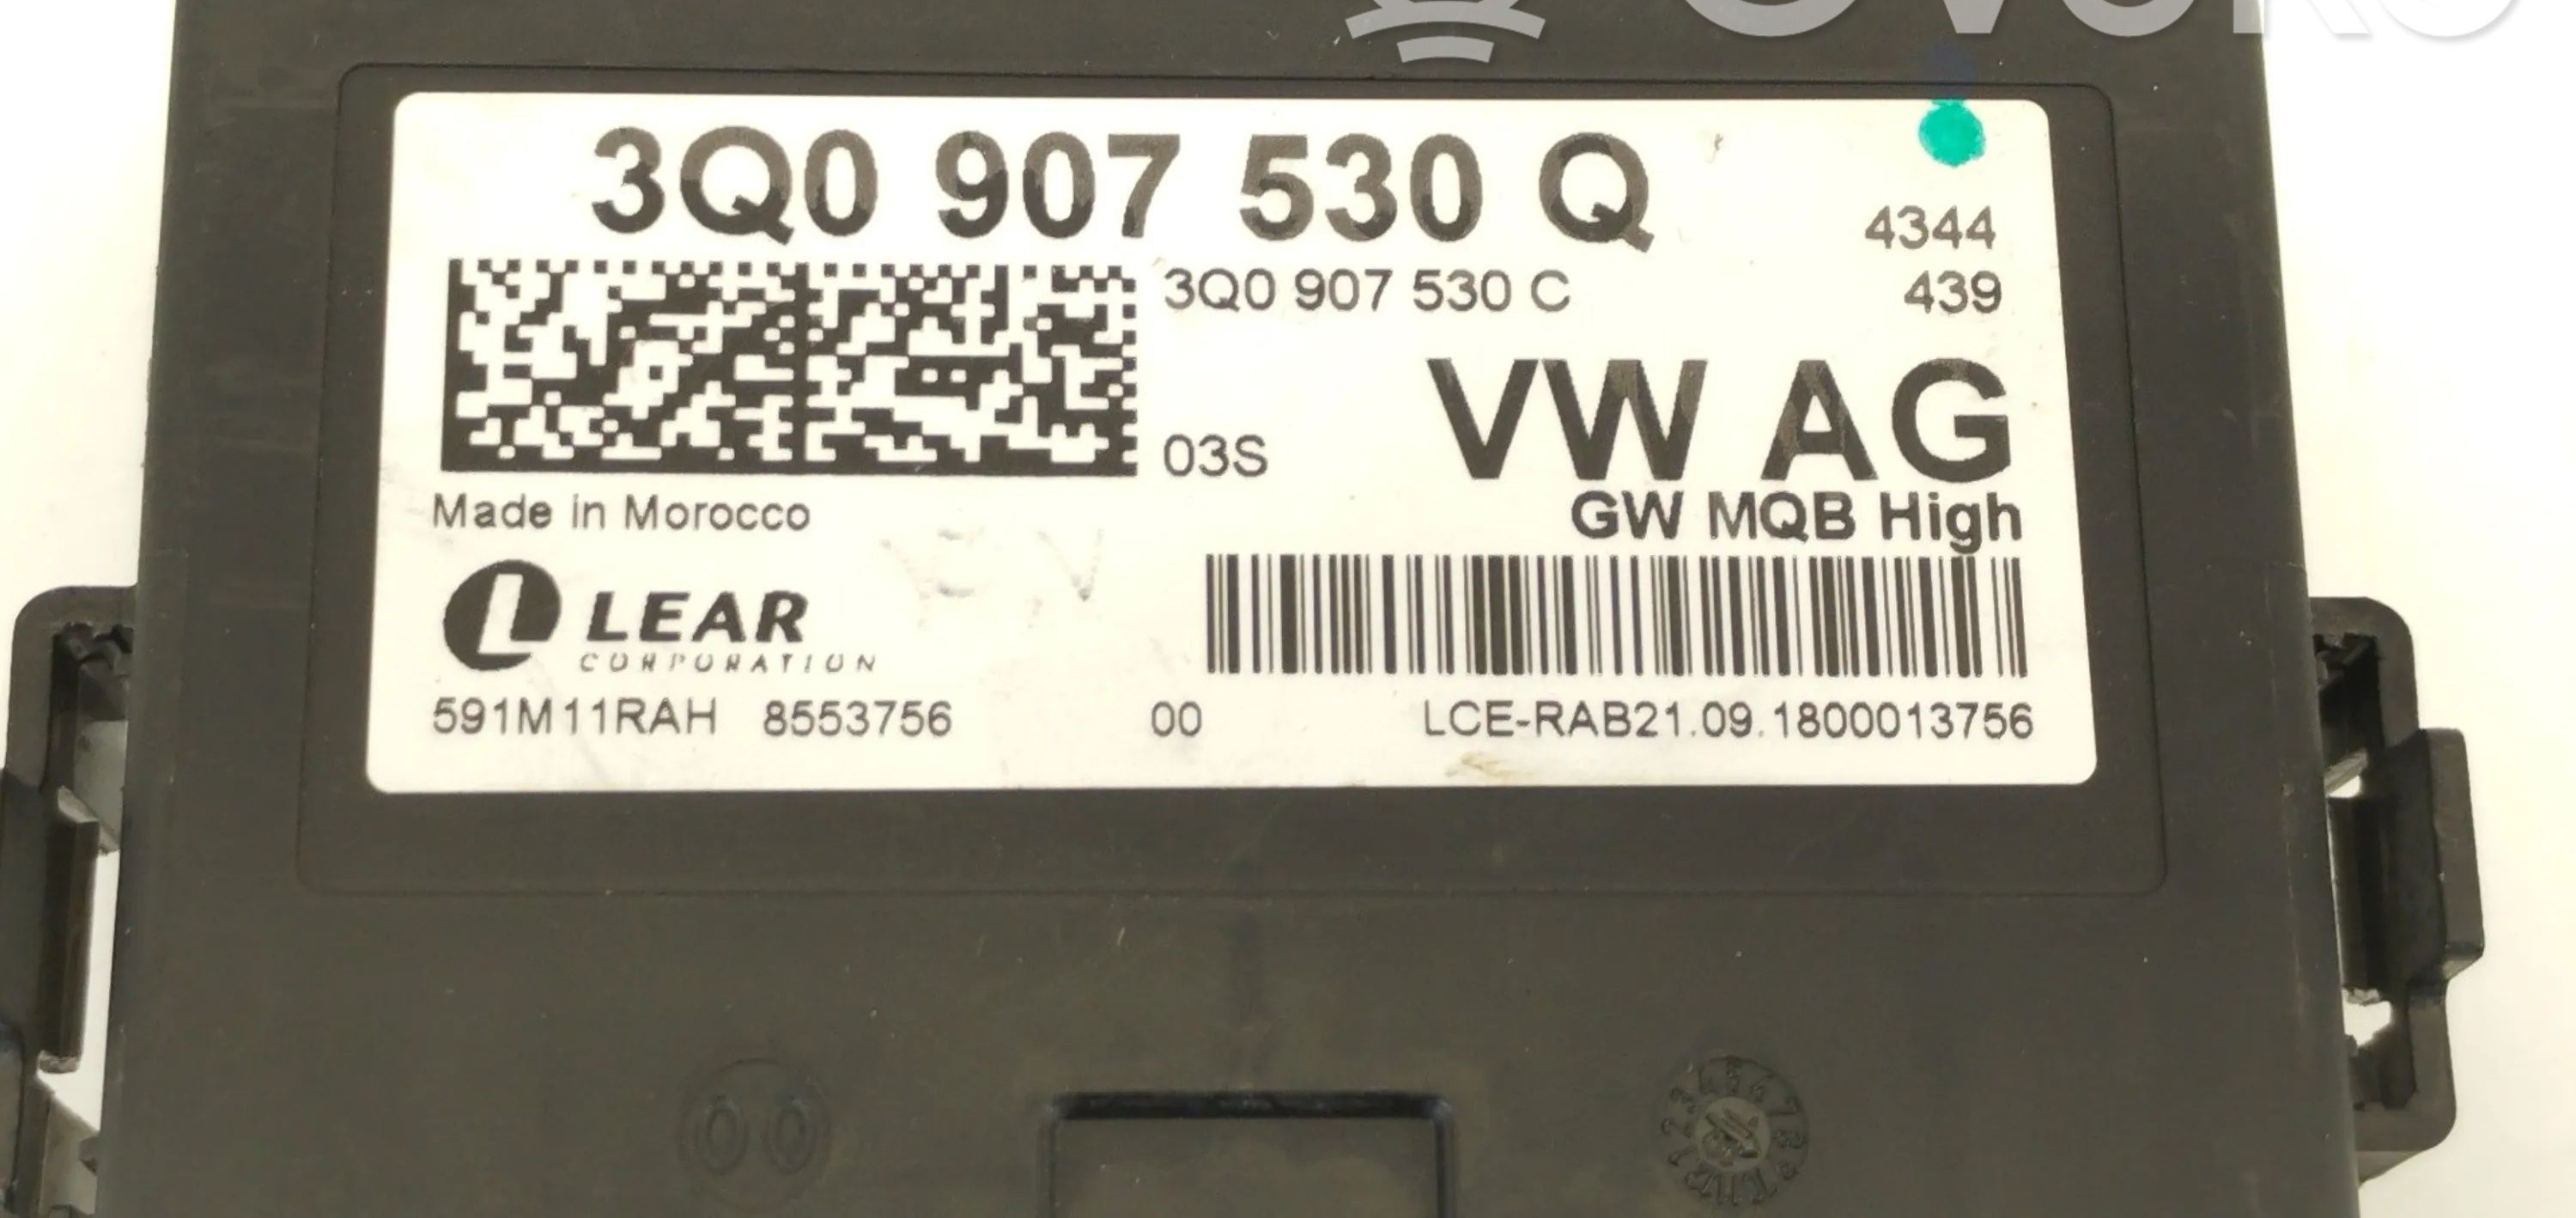 3Q0 907 530 Q
4344
3Q0 907 530 C
439
03S
VW AG
GW MQB High
Made in Morocco
LEAR
CORPORATION
591M11RAH 8553756 00 LCE-RAB21.09.1800013756
00